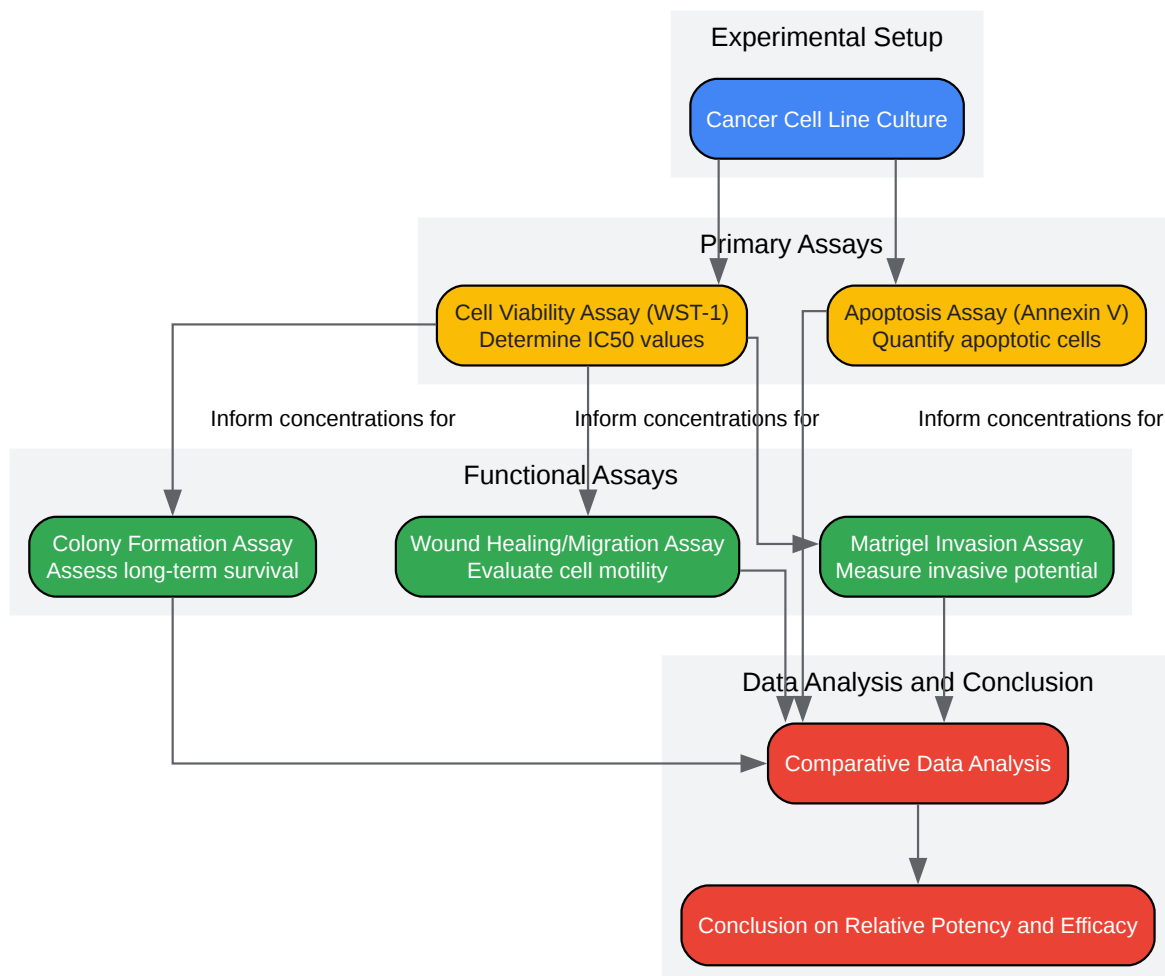 Experimental Setup
Cancer Cell Line Culture
Primary Assays
Cell Viability Assay (WST-1)
Determine IC50 values
Apoptosis Assay (Annexin V)
Quantify apoptotic cells
Inform concentrations for
Inform concentrations for
Inform concentrations for
Functional Assays
Colony Formation Assay
Assess long-term survival
Wound Healing/Migration Assay
Evaluate cell motility
Matrigel Invasion Assay
Measure invasive potential
Data Analysis and Conclusion
Comparative Data Analysis
Conclusion on Relative Potency and Efficacy